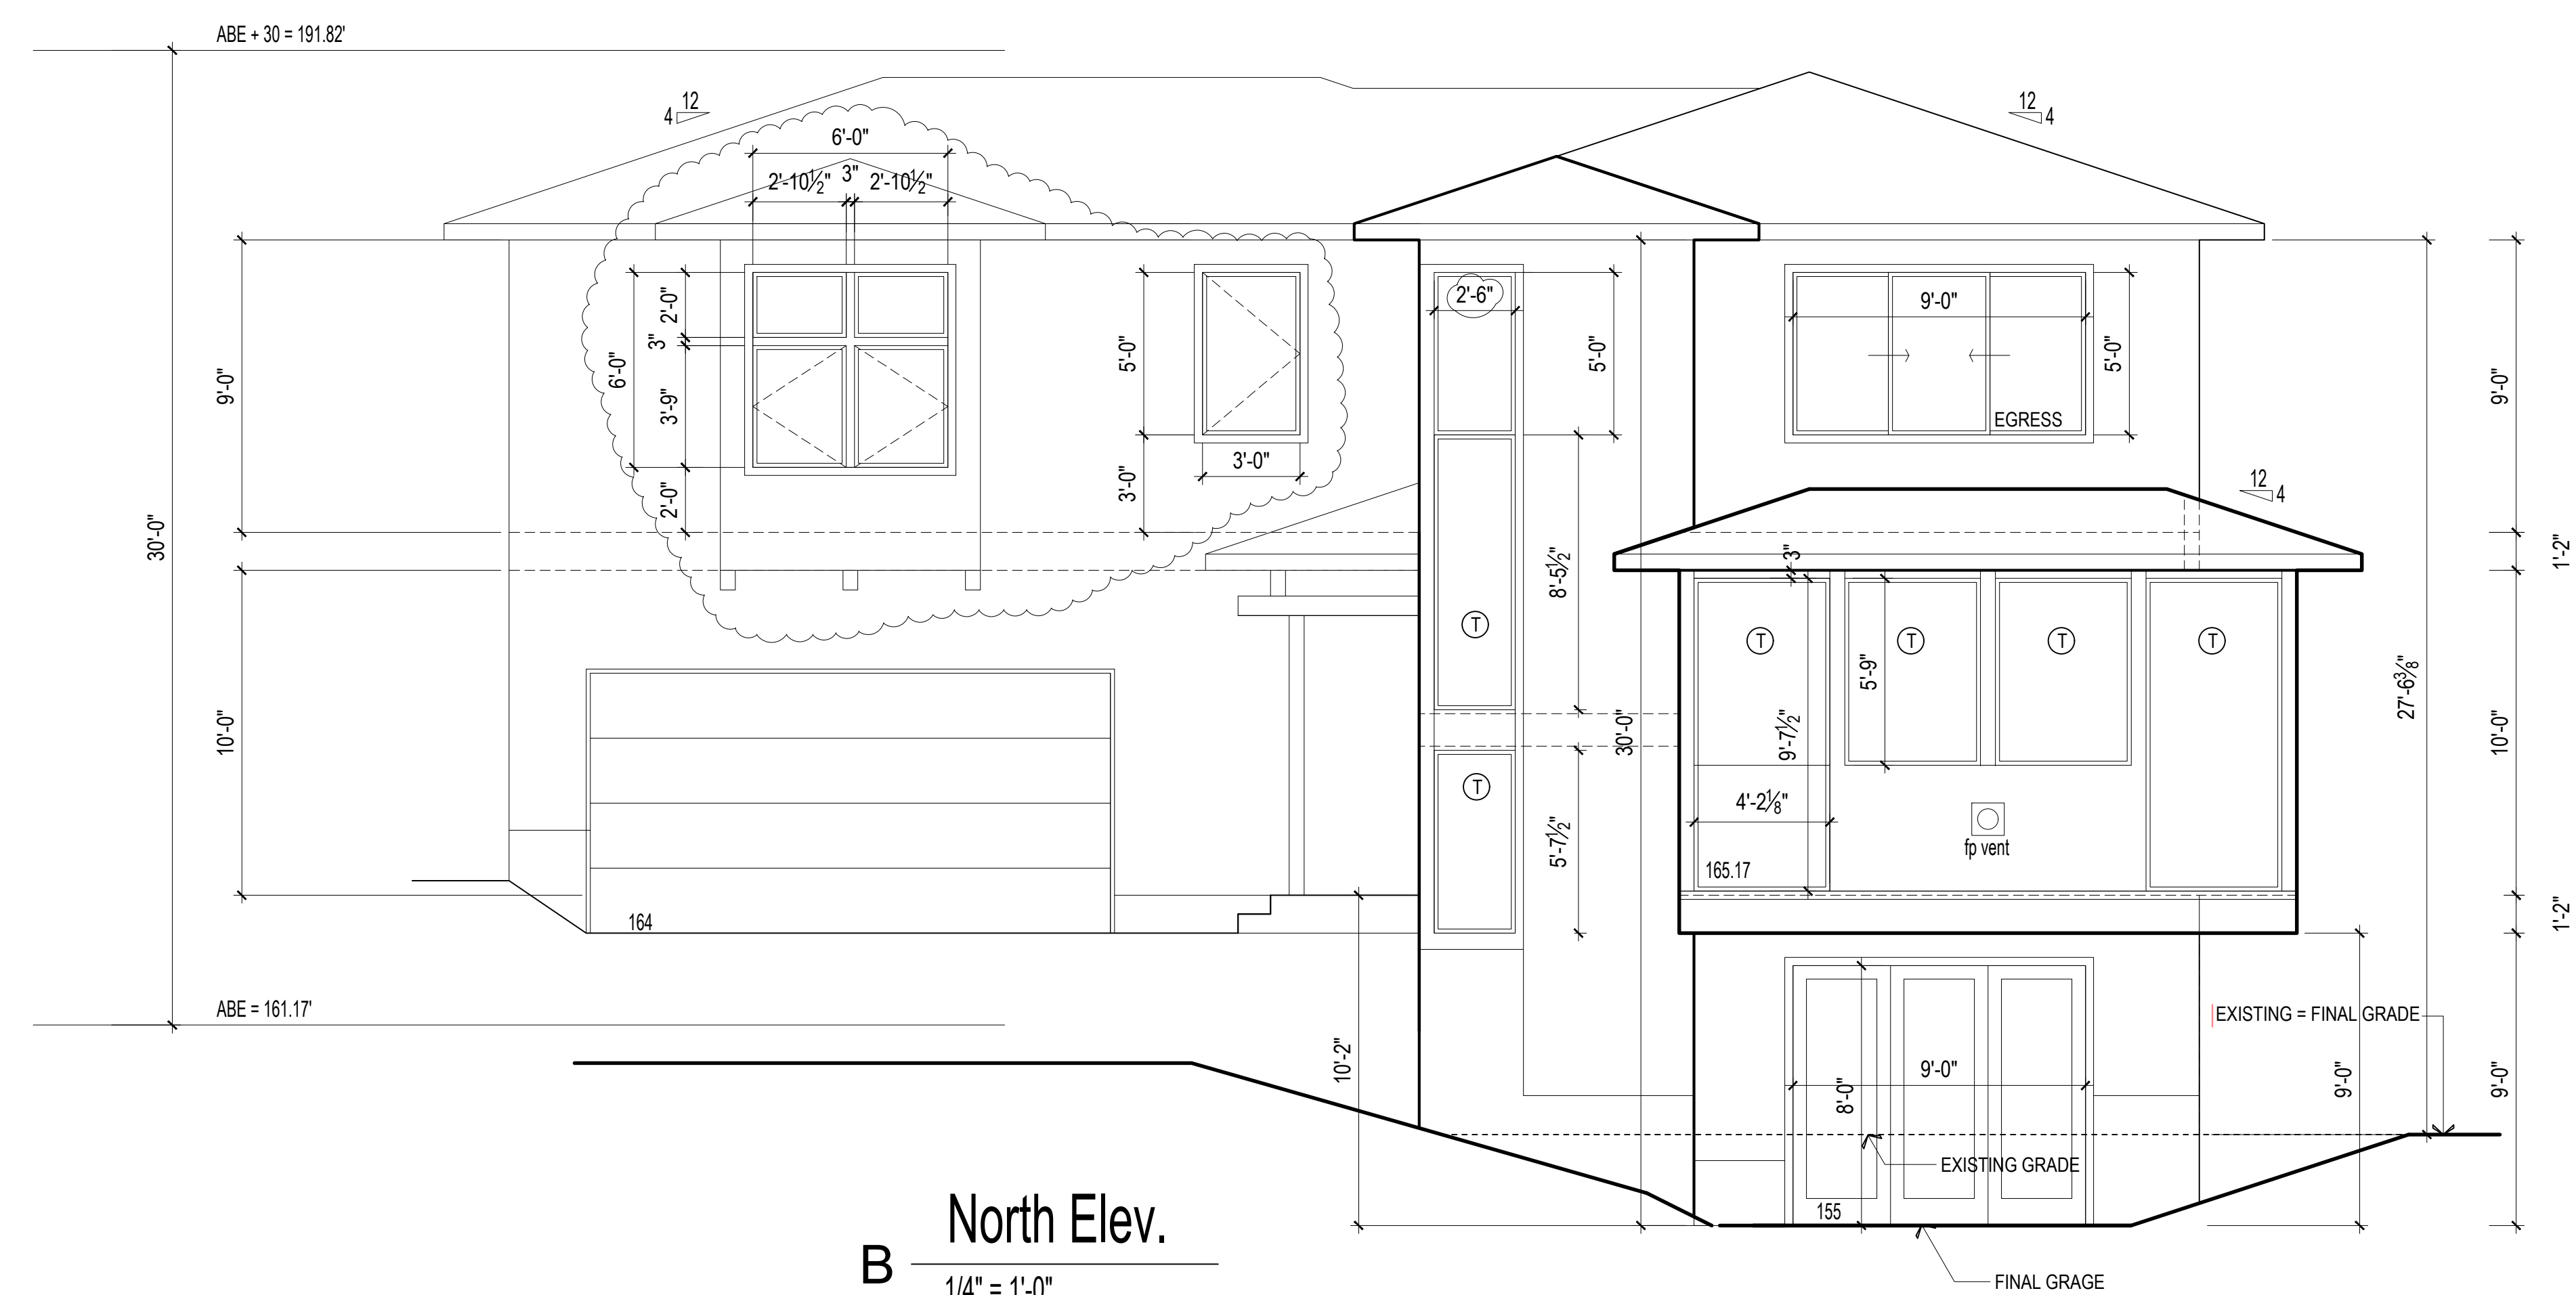 ABE + 30 = 191.82'
12
4
12
4
6'-0"
2'-10½"
3"
2'-10½"
2'-0"
3"
6'-0"
3'-9"
2'-0"
5'-0"
3'-0"
3'-0"
2'-6"
5'-0"
9'-0"
5'-0"
EGRESS
9'-0"
9'-0"
12
4
30'-0"
8'-5½"
3"
1'-2"
T
T
T
T
T
5'-9"
10'-0"
30'-0"
9'-7½"
27'-6⅜"
10'-0"
T
4'-2⅛"
5'-7½"
fp vent
165.17
164
1'-2"
ABE = 161.17'
EXISTING = FINAL GRADE
10'-2"
9'-0"
8'-0"
9'-0"
9'-0"
EXISTING GRADE
155
North Elev.
B
1/4" = 1'-0"
FINAL GRAGE